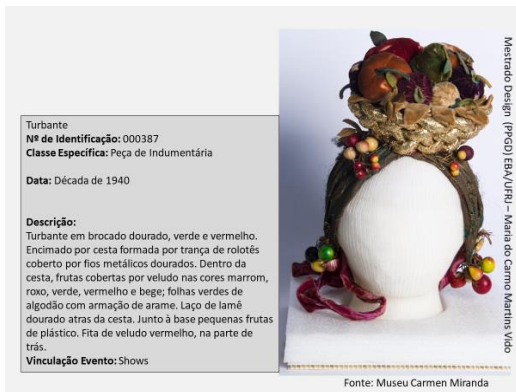 Turbante
Nº de Identificação: 000387
Classe Específica: Peça de Indumentária
Data: Década de 1940
Descrição:
Turbante em brocado dourado, verde e vermelho.
Encimado por cesta formada por trança de rolotês
coberto por fios metálicos dourados. Dentro da
cesta, frutas cobertas por veludo nas cores marrom,
roxo, verde, vermelho e bege; folhas verdes de
algodão com armação de arame. Laço de lamê
dourado atras da cesta. Junto à base pequenas frutas
de plástico. Fita de veludo vermelho, na parte de
trás.
Vinculação Evento: Shows
Mestrado Design (PPGD) EBA/UFRJ – Maria do Carmo Martins Vido
Fonte: Museu Carmen Miranda